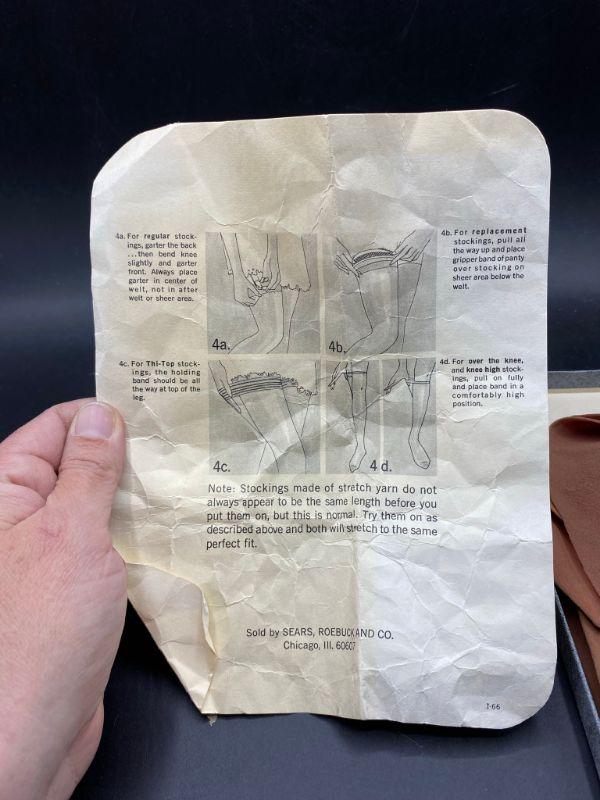 4a. For regular stock-
ings, garter the back
...then bend knee
slightly and garter
front. Always place
garter in center of
welt, not in after
welt or sheer area.
4b. For replacement
stockings, pull all
the way up and place
gripper band of panty
over stocking on
sheer area below the
welt.
4a.
4b.
4c. For Thi-Top stock-
ings, the holding
band should be all
the way at top of the
leg.
4d. For over the knee,
and knee high stock-
ings, pull on fully
and place band in a
comfortably high
position.
4c.
4 d.
Note: Stockings made of stretch yarn do not
always appear to be the same length before you
put them on, but this is normal. Try them on as
described above and both will stretch to the same
perfect fit.
Sold by SEARS, ROEBUCK AND CO.
Chicago, Ill. 60607
1-66